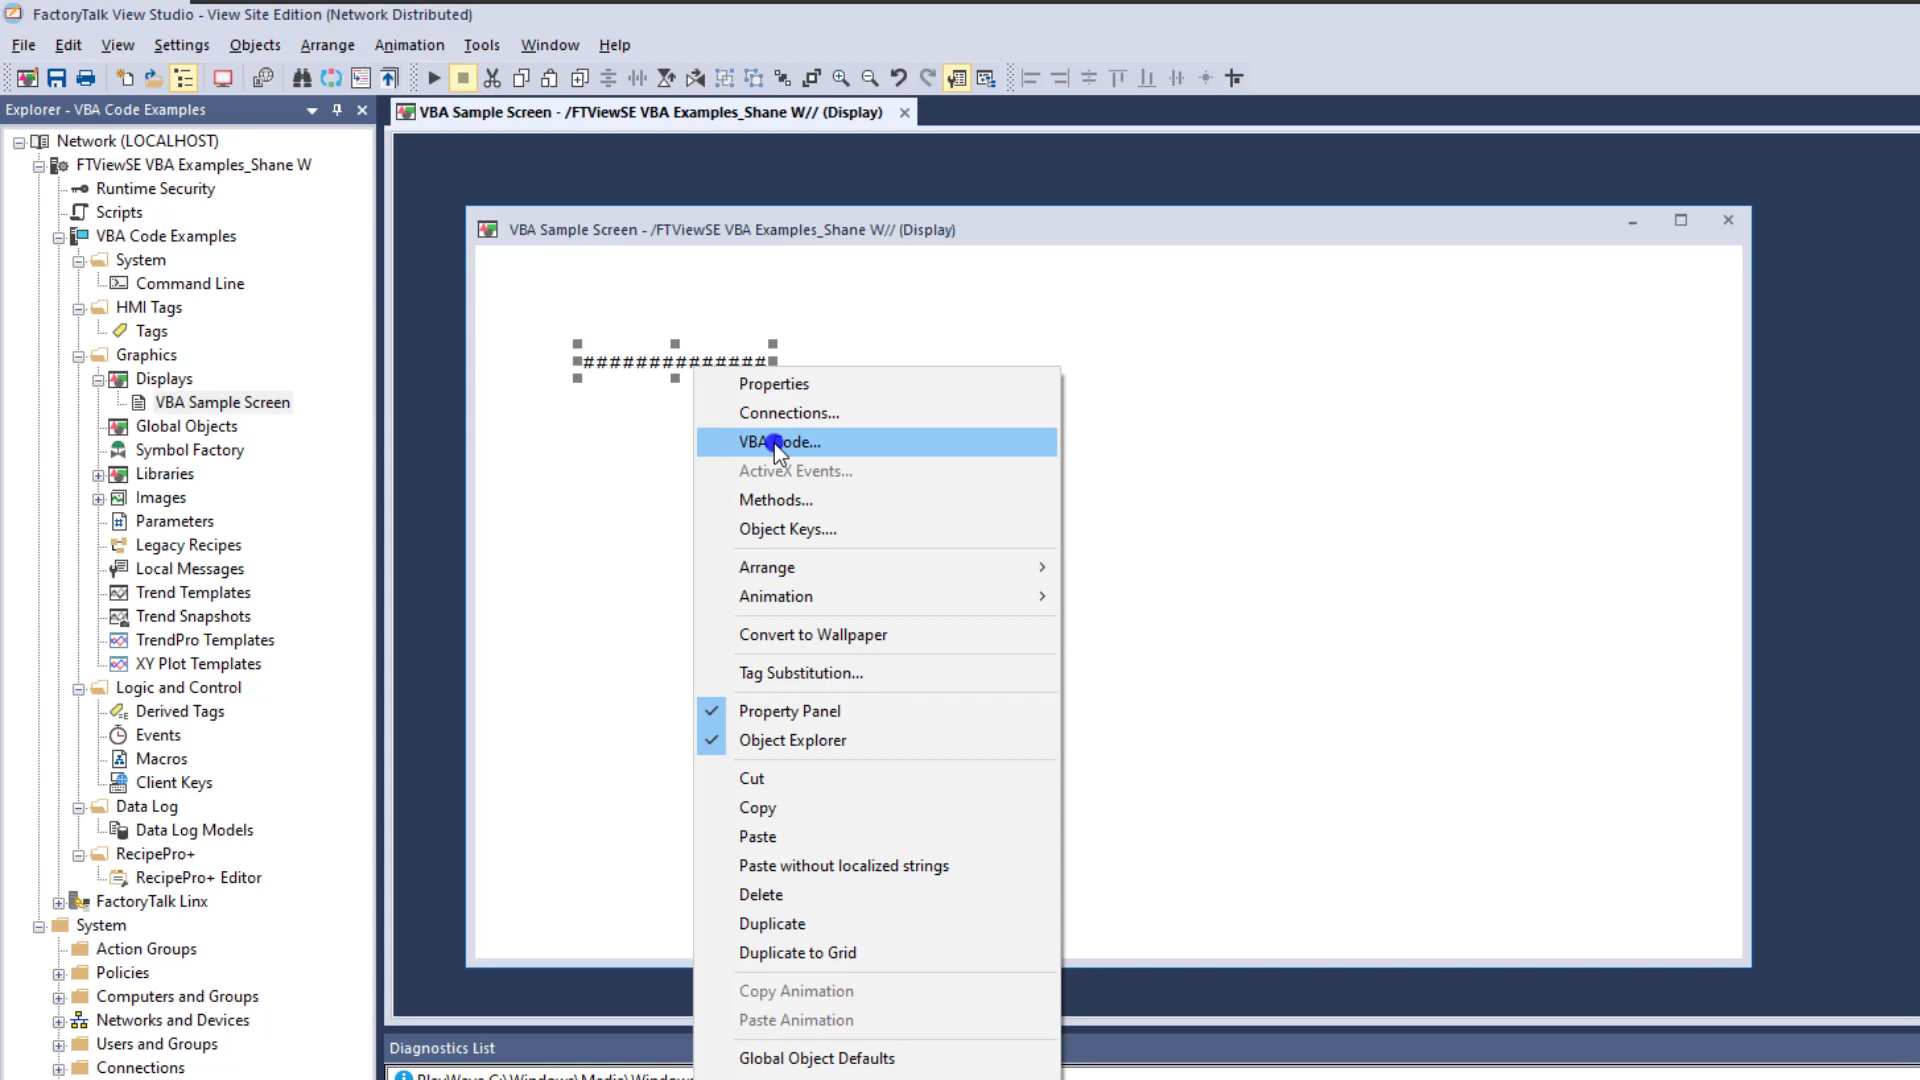 FactoryTalk View Studio - View Site Edition (Network Distributed)
File Edit View Settings Objects Arrange Animation Tools Window Help
Explorer - VBA Code Examples
Network (LOCALHOST)
FTViewSE VBA Examples_Shane W
Runtime Security
Scripts
VBA Code Examples
System
Command Line
HMI Tags
Tags
Graphics
Displays
VBA Sample Screen
Global Objects
Symbol Factory
Libraries
Images
Parameters
Legacy Recipes
Local Messages
Trend Templates
Trend Snapshots
TrendPro Templates
XY Plot Templates
Logic and Control
Derived Tags
Events
Macros
Client Keys
Data Log
Data Log Models
RecipePro+
RecipePro+ Editor
FactoryTalk Linx
System
Action Groups
Policies
Computers and Groups
Networks and Devices
Users and Groups
Connections
VBA Sample Screen - /FTViewSE VBA Examples_Shane W// (Display)
VBA Sample Screen - /FTViewSE VBA Examples_Shane W// (Display)
##############
Properties
Connections...
VBA Code...
ActiveX Events...
Methods...
Object Keys....
Arrange
Animation
Convert to Wallpaper
Tag Substitution...
Property Panel
Object Explorer
Cut
Copy
Paste
Paste without localized strings
Delete
Duplicate
Duplicate to Grid
Copy Animation
Paste Animation
Global Object Defaults
Diagnostics List